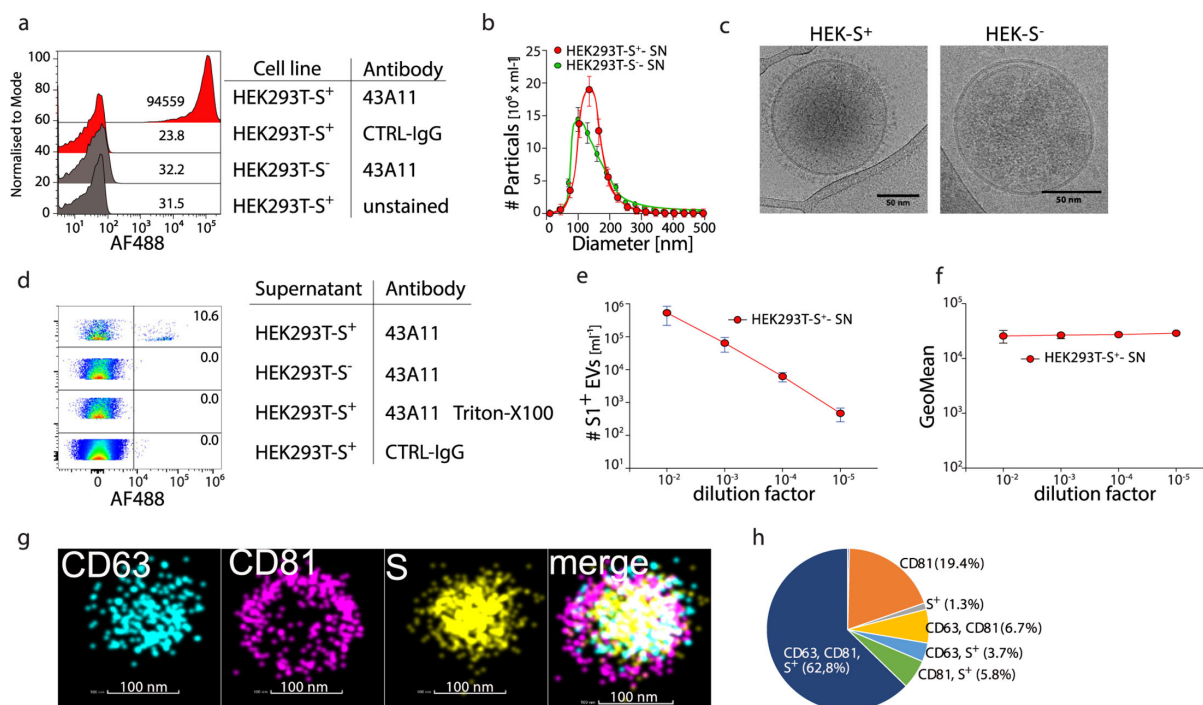 a
Normalised to Mode
100
80
60
40
20
0
94559
23.8
32.2
31.5
10¹ 10² 10³ 10⁴ 10⁵
AF488
Cell line Antibody
HEK293T-S⁺ 43A11
HEK293T-S⁺ CTRL-IgG
HEK293T-S⁻ 43A11
HEK293T-S⁺ unstained
b
HEK293T-S⁺- SN
HEK293T-S⁻- SN
# Particals [10⁶ x ml-¹]
25
20
15
10
5
0
0 100 200 300 400 500
Diameter [nm]
c
HEK-S⁺ HEK-S⁻
50 nm 50 nm
d
10.6
0.0
0.0
0.0
0 10⁴ 10⁵ 10⁶
AF488
Supernatant Antibody
HEK293T-S⁺ 43A11
HEK293T-S⁻ 43A11
HEK293T-S⁺ 43A11 Triton-X100
HEK293T-S⁺ CTRL-IgG
e
# S1⁺ EVs [ml⁻¹]
10⁶
10⁵
10⁴
10³
10²
10¹
HEK293T-S⁺- SN
10⁻² 10⁻³ 10⁻⁴ 10⁻⁵
dilution factor
f
GeoMean
10⁵
10⁴
10³
10²
HEK293T-S⁺- SN
10⁻² 10⁻³ 10⁻⁴ 10⁻⁵
dilution factor
g
CD63 CD81 S merge
100 nm 100 nm 100 nm 100 nm
h
CD81(19.4%)
S⁺ (1.3%)
CD63, CD81(6.7%)
CD63, S⁺ (3.7%)
CD81, S⁺ (5.8%)
CD63, CD81,
S⁺ (62,8%)